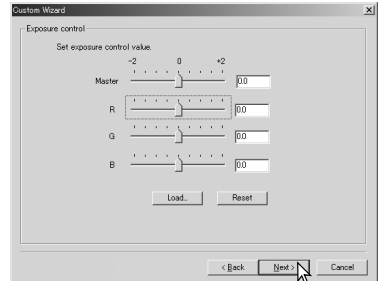 Custom Wizard
Exposure control
Set exposure control value.
-2 0 +2
Master 0.0
R 0.0
G 0.0
B 0.0
Load... Reset
< Back Next > Cancel